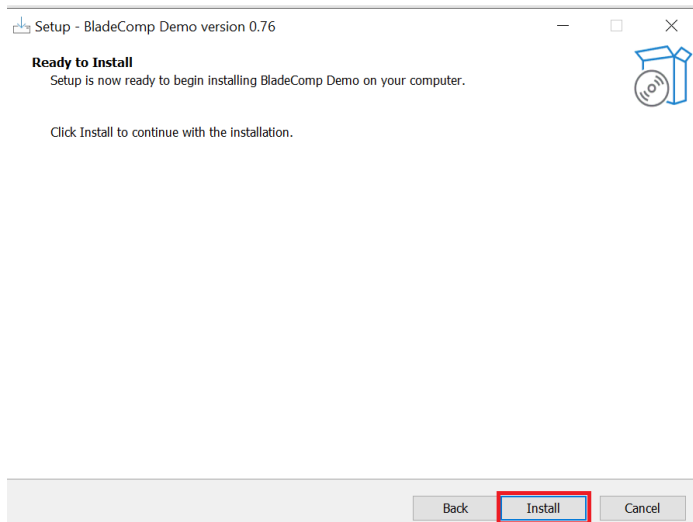 Setup - BladeComp Demo version 0.76
Ready to Install
Setup is now ready to begin installing BladeComp Demo on your computer.
Click Install to continue with the installation.
Back Install Cancel